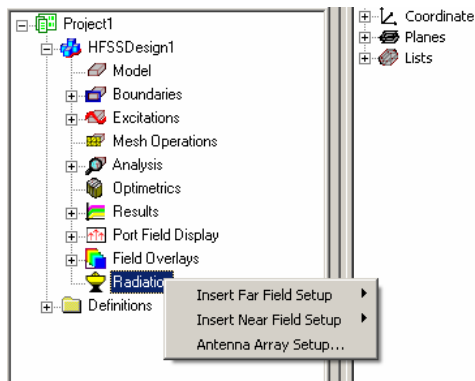 Project1
HFSSDesign1
Model
Boundaries
Excitations
Mesh Operations
Analysis
Optimetrics
Results
Port Field Display
Field Overlays
Radiation
Definitions
Insert Far Field Setup
Insert Near Field Setup
Antenna Array Setup...
Coordinate
Planes
Lists